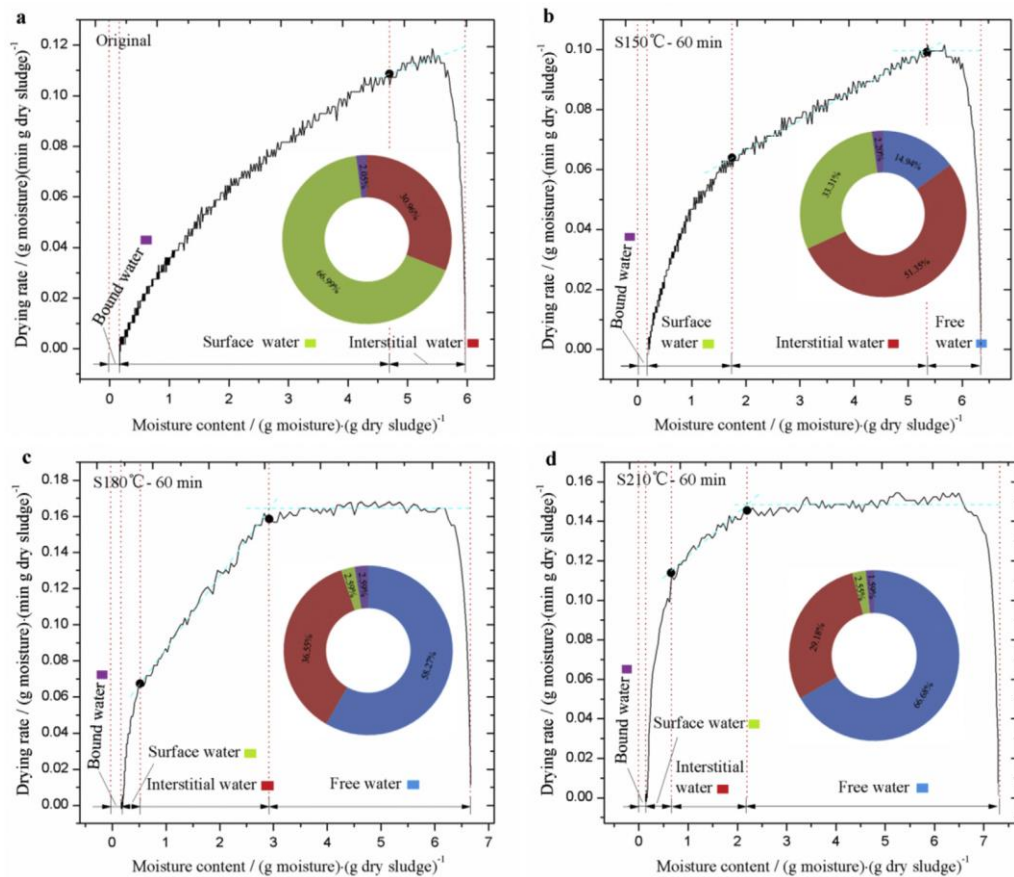 a
Original
Drying rate / (g moisture)(min g dry sludge)-1
0.12
0.10
0.08
0.06
0.04
0.02
0.00
2.05%
30.96%
66.99%
Bound water
Surface water
Interstitial water
0 1 2 3 4 5 6
Moisture content / (g moisture)·(g dry sludge)-1
b
S150℃- 60 min
Drying rate / (g moisture)·(min g dry sludge)-1
0.10
0.08
0.06
0.04
0.02
0.00
14.94%
33.31%
51.35%
Bound water
Surface
water
Interstitial water
Free
water
0 1 2 3 4 5 6
Moisture content / (g moisture)·(g dry sludge)-1
c
S180℃- 60 min
Drying rate / (g moisture)·(min g dry sludge)-1
0.16
0.14
0.12
0.10
0.08
0.06
0.04
0.02
0.00
2.59%
36.55%
58.27%
Bound water
Surface water
Interstitial water
Free water
0 1 2 3 4 5 6 7
Moisture content / (g moisture)·(g dry sludge)-1
d
S210℃- 60 min
Drying rate / (g moisture)·(min g dry sludge)-1
0.16
0.14
0.12
0.10
0.08
0.06
0.04
0.02
0.00
2.55%
1.59%
29.18%
66.68%
Bound water
Surface water
Interstitial
water
Free water
0 1 2 3 4 5 6 7
Moisture content / (g moisture)·(g dry sludge)-1